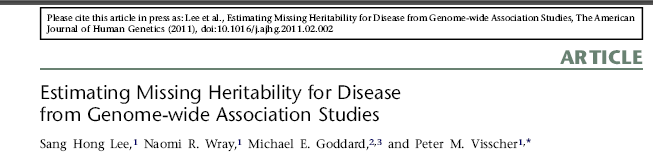 Please cite this article in press as: Lee et al., Estimating Missing Heritability for Disease from Genome-wide Association Studies, The American
Journal of Human Genetics (2011), doi:10.1016/j.ajhg.2011.02.002
ARTICLE
Estimating Missing Heritability for Disease
from Genome-wide Association Studies
Sang Hong Lee,1 Naomi R. Wray,1 Michael E. Goddard,2,3 and Peter M. Visscher1,*